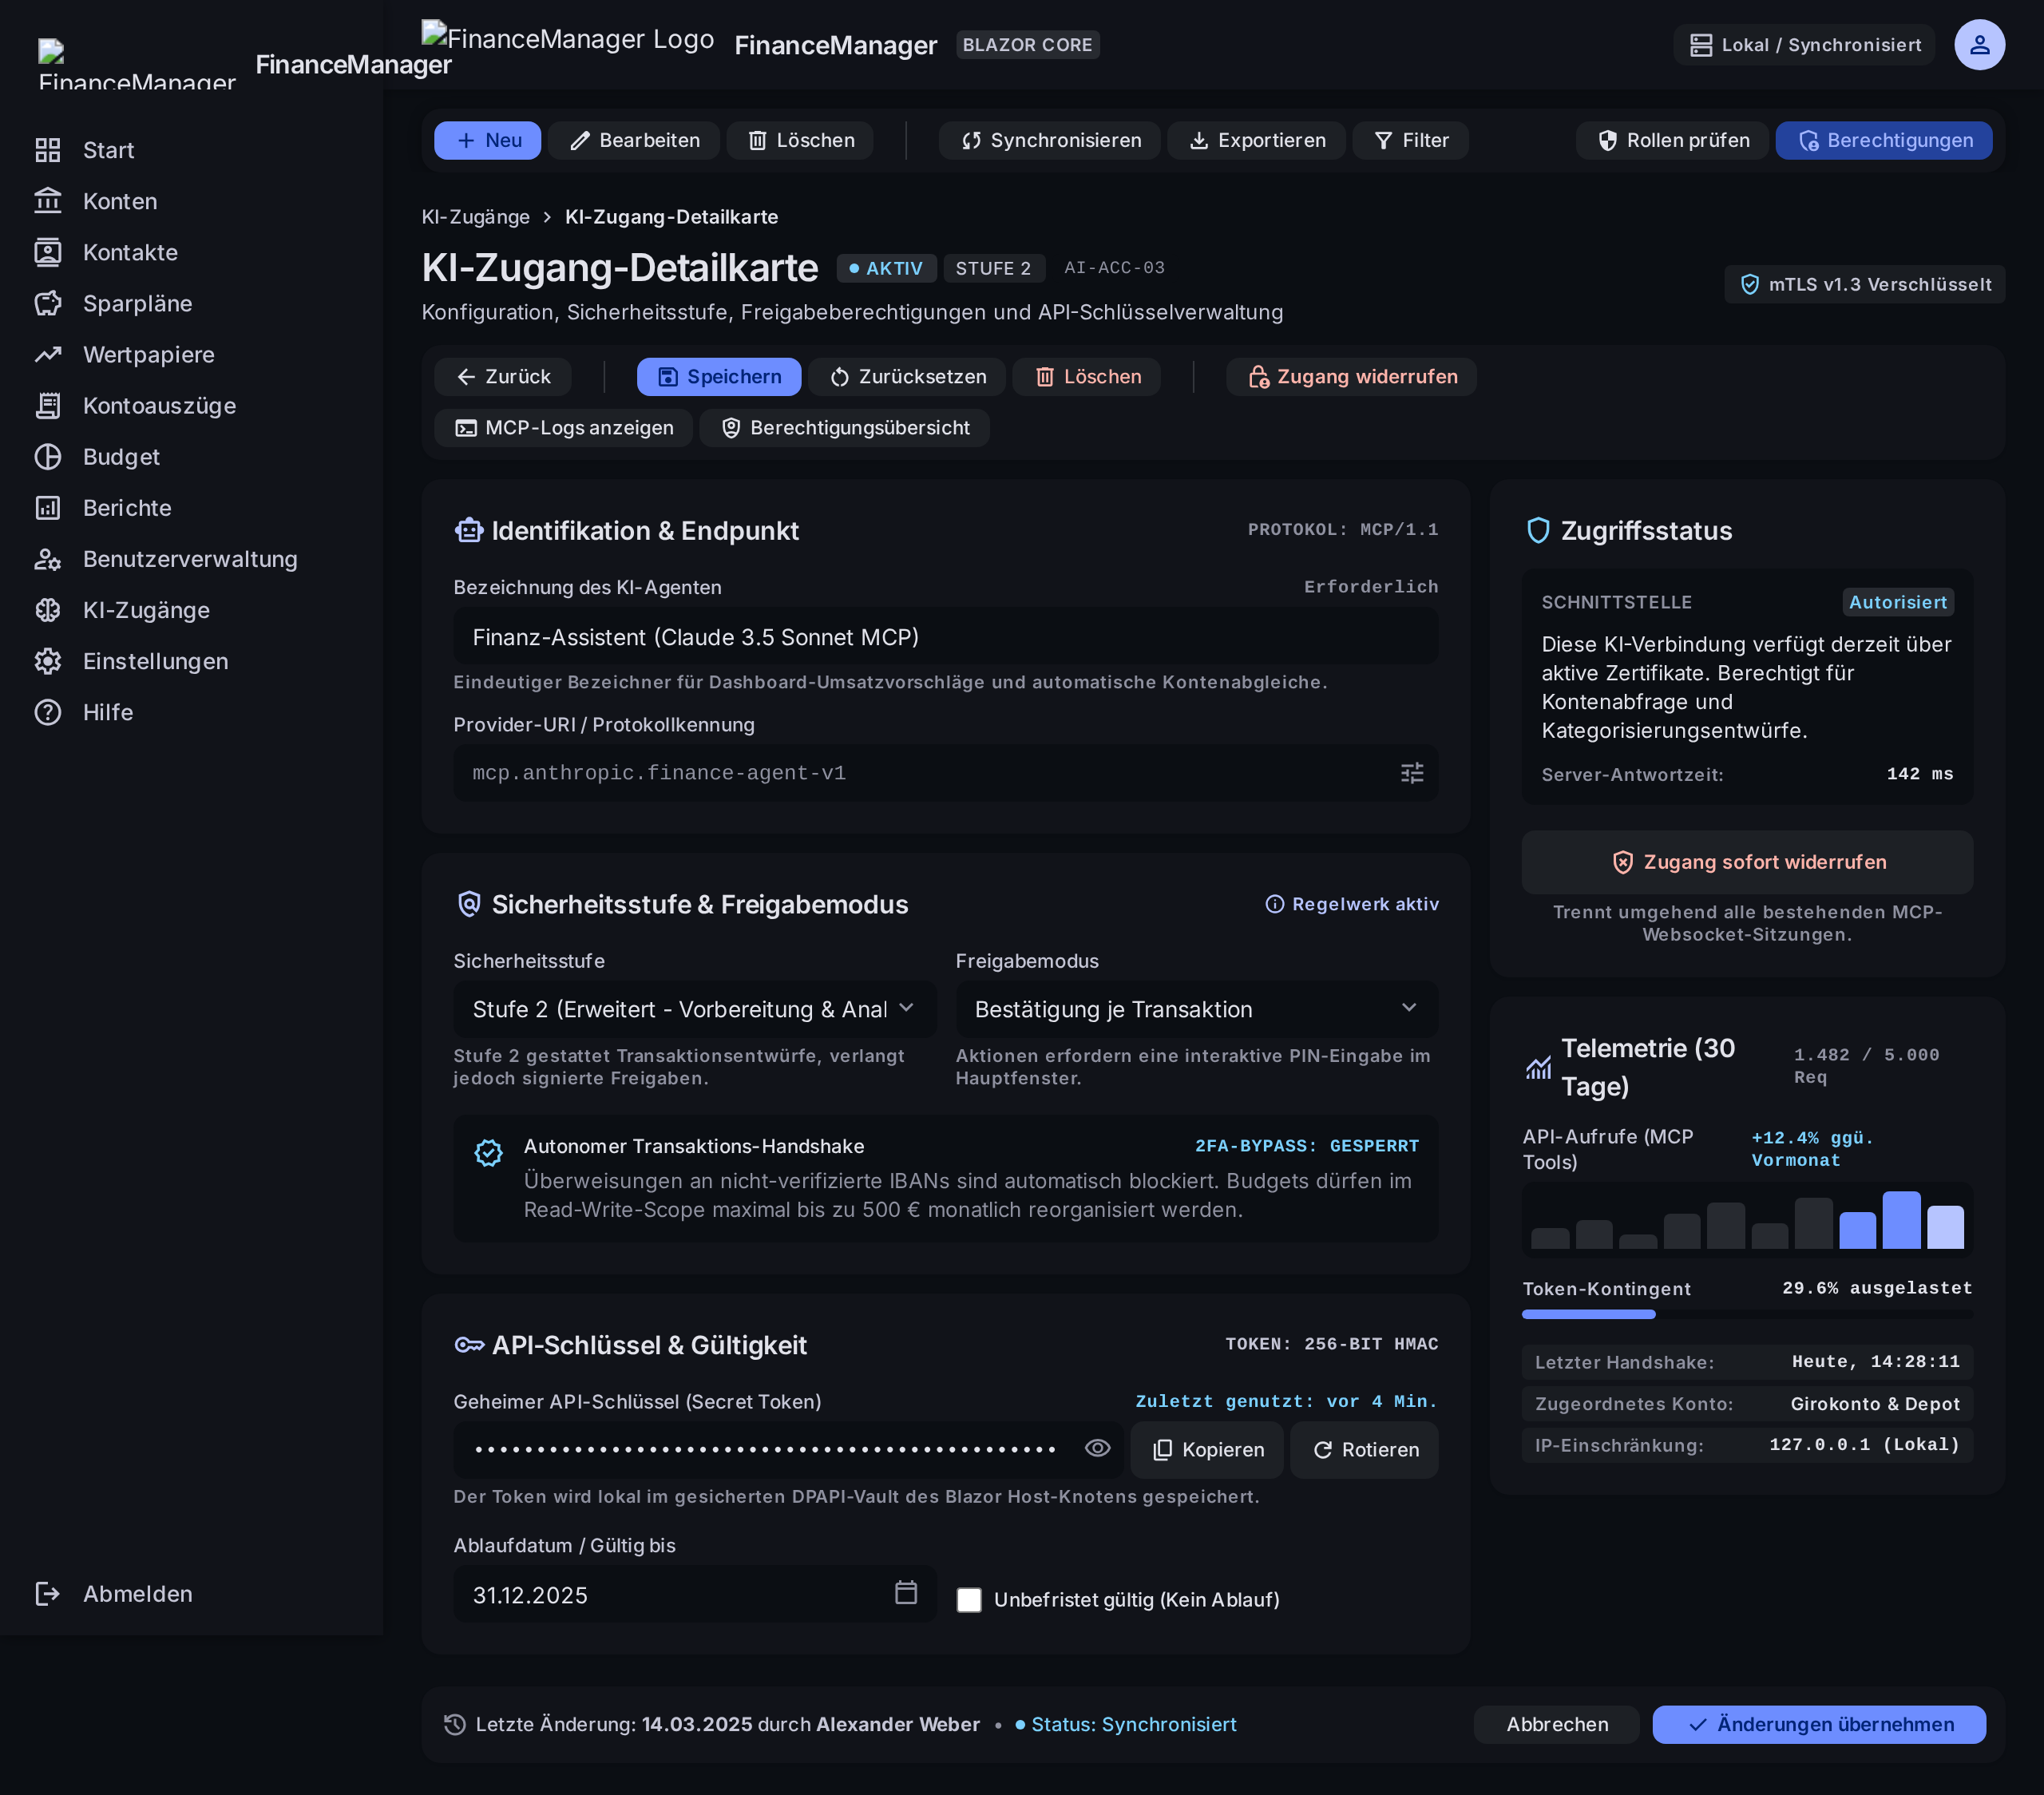 FinanceManager
FinanceManager
FinanceManager Logo
FinanceManager
BLAZOR CORE
Lokal / Synchronisiert
Start
Konten
Kontakte
Sparpläne
Wertpapiere
Kontoauszüge
Budget
Berichte
Benutzerverwaltung
KI-Zugänge
Einstellungen
Hilfe
Abmelden
Neu
Bearbeiten
Löschen
Synchronisieren
Exportieren
Filter
Rollen prüfen
Berechtigungen
KI-Zugänge
KI-Zugang-Detailkarte
KI-Zugang-Detailkarte
AKTIV
STUFE 2
AI-ACC-03
Konfiguration, Sicherheitsstufe, Freigabeberechtigungen und API-Schlüsselverwaltung
mTLS v1.3 Verschlüsselt
Zurück
Speichern
Zurücksetzen
Löschen
Zugang widerrufen
MCP-Logs anzeigen
Berechtigungsübersicht
Identifikation & Endpunkt
PROTOKOL: MCP/1.1
Bezeichnung des KI-Agenten
Erforderlich
Finanz-Assistent (Claude 3.5 Sonnet MCP)
Eindeutiger Bezeichner für Dashboard-Umsatzvorschläge und automatische Kontenabgleiche.
Provider-URI / Protokollkennung
mcp.anthropic.finance-agent-v1
Sicherheitsstufe & Freigabemodus
Regelwerk aktiv
Sicherheitsstufe
Stufe 2 (Erweitert - Vorbereitung & Anal
Stufe 2 gestattet Transaktionsentwürfe, verlangt
jedoch signierte Freigaben.
Freigabemodus
Bestätigung je Transaktion
Aktionen erfordern eine interaktive PIN-Eingabe im
Hauptfenster.
Autonomer Transaktions-Handshake
2FA-BYPASS: GESPERRT
Überweisungen an nicht-verifizierte IBANs sind automatisch blockiert. Budgets dürfen im
Read-Write-Scope maximal bis zu 500 € monatlich reorganisiert werden.
API-Schlüssel & Gültigkeit
TOKEN: 256-BIT HMAC
Geheimer API-Schlüssel (Secret Token)
Zuletzt genutzt: vor 4 Min.
Kopieren
Rotieren
Der Token wird lokal im gesicherten DPAPI-Vault des Blazor Host-Knotens gespeichert.
Ablaufdatum / Gültig bis
31.12.2025
Unbefristet gültig (Kein Ablauf)
Zugriffsstatus
SCHNITTSTELLE
Autorisiert
Diese KI-Verbindung verfügt derzeit über
aktive Zertifikate. Berechtigt für
Kontenabfrage und
Kategorisierungsentwürfe.
Server-Antwortzeit:
142 ms
Zugang sofort widerrufen
Trennt umgehend alle bestehenden MCP-
Websocket-Sitzungen.
Telemetrie (30
Tage)
1.482 / 5.000
Req
API-Aufrufe (MCP
Tools)
+12.4% ggü.
Vormonat
Token-Kontingent
29.6% ausgelastet
Letzter Handshake:
Heute, 14:28:11
Zugeordnetes Konto:
Girokonto & Depot
IP-Einschränkung:
127.0.0.1 (Lokal)
Letzte Änderung: 14.03.2025 durch Alexander Weber • Status: Synchronisiert
Abbrechen
Änderungen übernehmen